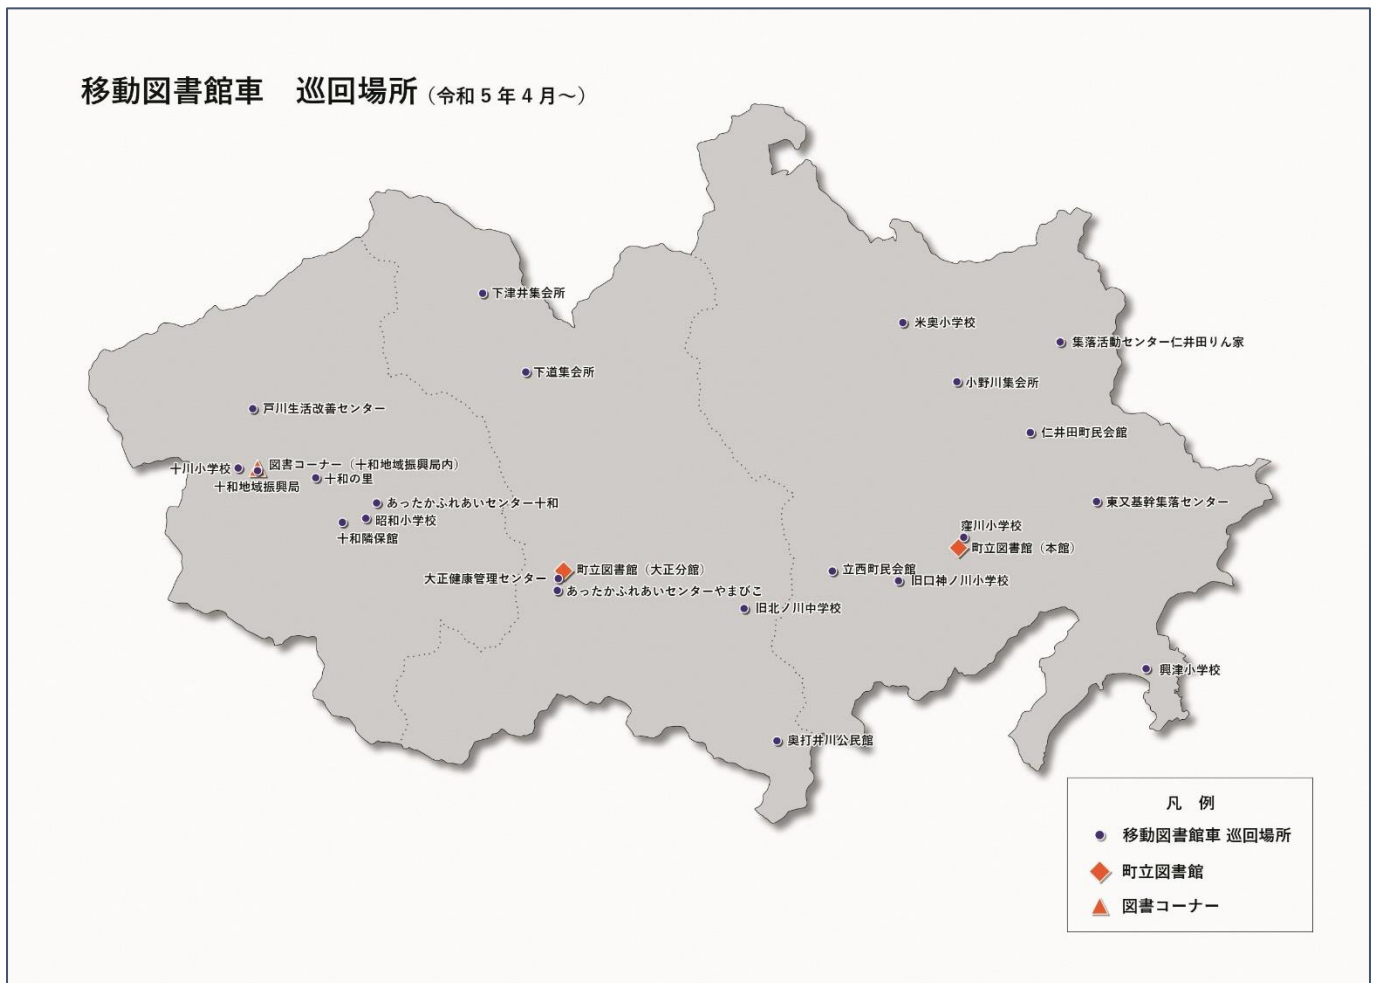 移動図書館車　巡回場所（令和５年４月～）
下津井集会所
米奥小学校
集落活動センター仁井田りん家
下道集会所
小野川集会所
戸川生活改善センター
仁井田町民会館
図書コーナー（十和地域振興局内）
十川小学校
十和の里
十和地域振興局
あったかふれあいセンター十和
東又基幹集落センター
昭和小学校
窪川小学校
十和隣保館
町立図書館（本館）
町立図書館（大正分館）
立西町民会館
大正健康管理センター
旧口神ノ川小学校
あったかふれあいセンターやまびこ
旧北ノ川中学校
興津小学校
奥打井川公民館
凡　例
移動図書館車 巡回場所
町立図書館
図書コーナー